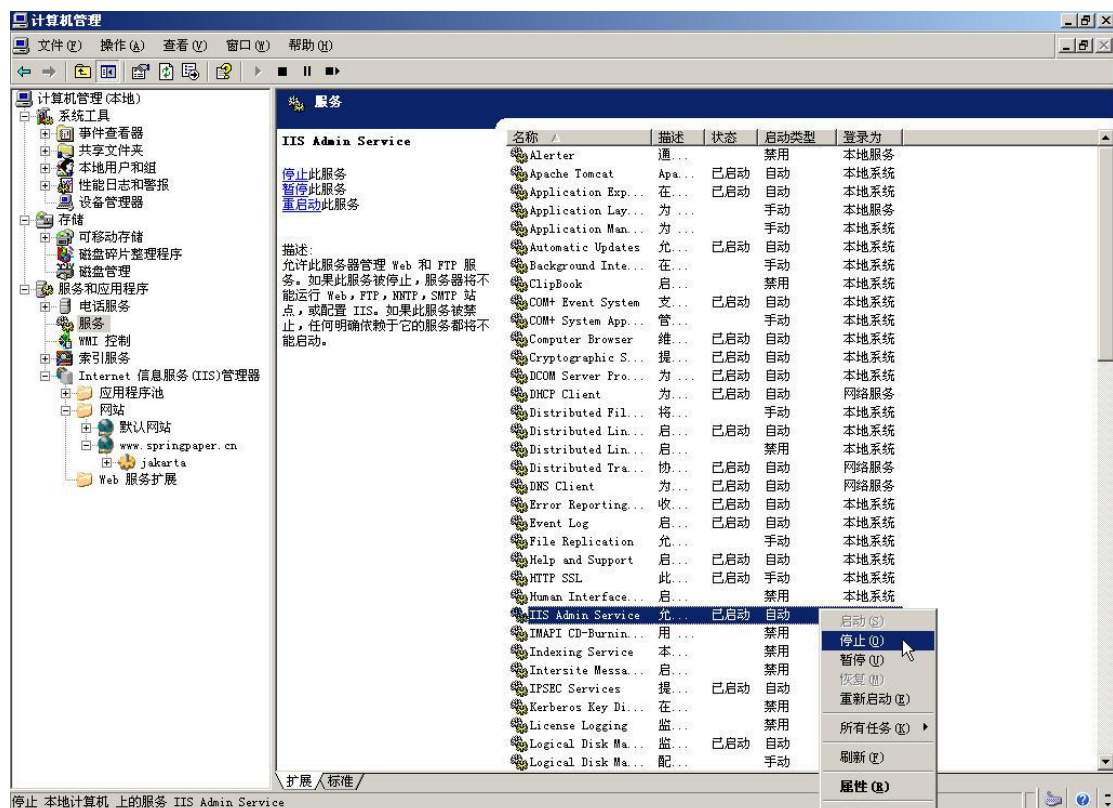 计算机管理
文件(F) 操作(A) 查看(V) 窗口(W) 帮助(H)
计算机管理(本地)
系统工具
事件查看器
共享文件夹
本地用户和组
性能日志和警报
设备管理器
存储
可移动存储
磁盘碎片整理程序
磁盘管理
服务和应用程序
电话服务
服务
WMI 控制
索引服务
Internet 信息服务(IIS)管理器
应用程序池
网站
默认网站
www.springpaper.cn
jakarta
Web 服务扩展
服务
IIS Admin Service
停止此服务
暂停此服务
重启动此服务
描述:
允许此服务器管理 Web 和 FTP 服
务。如果此服务被停止，服务器将不
能运行 Web，FTP，NNTP，SMTP 站
点，或配置 IIS。如果此服务被禁
止，任何明确依赖于它的服务都将不
能启动。
名称 描述 状态 启动类型 登录为
Alerter 通... 禁用 本地服务
Apache Tomcat Apa... 已启动 自动 本地系统
Application Exp... 在... 已启动 自动 本地系统
Application Lay... 为 ... 手动 本地服务
Application Man... 为 ... 手动 本地系统
Automatic Updates 允... 已启动 自动 本地系统
Background Inte... 在... 手动 本地系统
ClipBook 启... 禁用 本地系统
COM+ Event System 支... 已启动 自动 本地系统
COM+ System App... 管... 手动 本地系统
Computer Browser 维... 已启动 自动 本地系统
Cryptographic S... 提... 已启动 自动 本地系统
DCOM Server Pro... 为 ... 已启动 自动 本地系统
DHCP Client 为... 已启动 自动 网络服务
Distributed Fil... 将... 手动 本地系统
Distributed Lin... 启... 已启动 自动 本地系统
Distributed Lin... 启... 禁用 本地系统
Distributed Tra... 协... 已启动 自动 网络服务
DNS Client 为... 已启动 自动 网络服务
Error Reporting... 收... 已启动 自动 本地系统
Event Log 启... 已启动 自动 本地系统
File Replication 允... 手动 本地系统
Help and Support 启... 已启动 自动 本地系统
HTTP SSL 此... 已启动 手动 本地系统
Human Interface... 启... 禁用 本地系统
IIS Admin Service 允... 已启动 自动
IMAPI CD-Burnin... 用 ... 禁用
Indexing Service 本... 禁用
Intersite Messa... 启... 禁用
IPSEC Services 提... 已启动 自动
Kerberos Key Di... 在... 禁用
License Logging 监... 禁用
Logical Disk Ma... 监... 已启动 自动
Logical Disk Ma... 配... 手动
启动(S)
停止(O)
暂停(U)
恢复(M)
重新启动(E)
所有任务(K)
刷新(F)
属性(R)
扩展 标准
停止 本地计算机 上的服务 IIS Admin Service